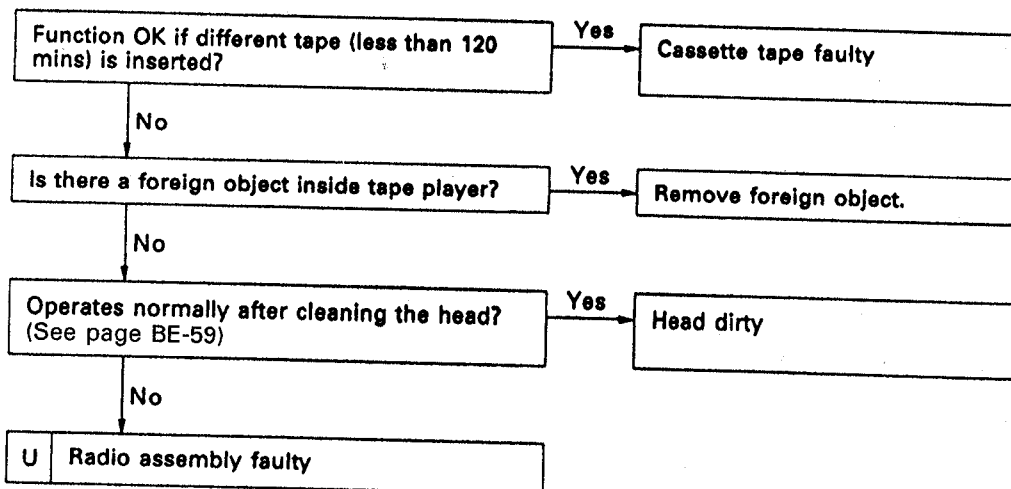 Function OK if different tape (less than 120
mins) is inserted?
Yes
Cassette tape faulty
No
Is there a foreign object inside tape player?
Yes
Remove foreign object.
No
Operates normally after cleaning the head?
(See page BE-59)
Yes
Head dirty
No
U
Radio assembly faulty